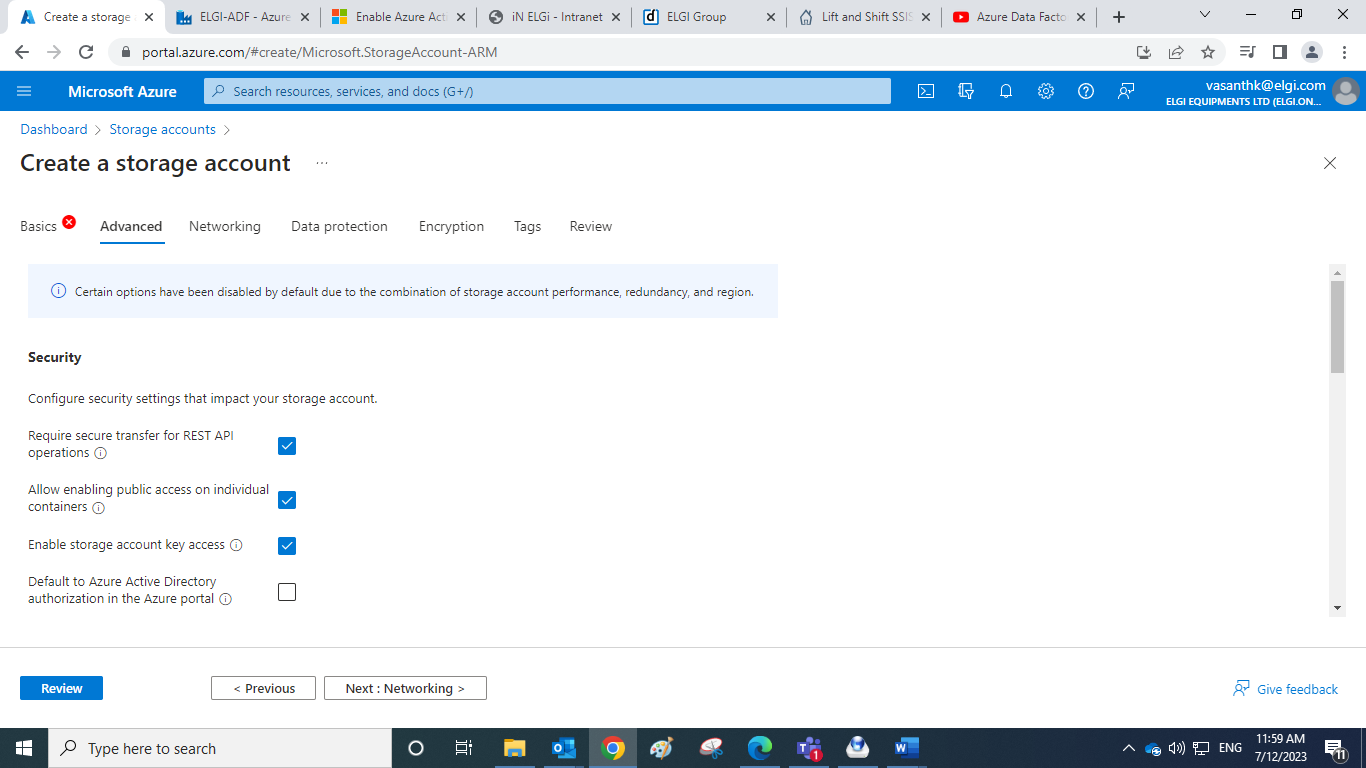 Create a storage
ELGI-ADF - Azure
Enable Azure Act
iN ELGi - Intranet
ELGI Group
Lift and Shift SSIS
Azure Data Facto
portal.azure.com/#create/Microsoft.StorageAccount-ARM
Microsoft Azure
Search resources, services, and docs (G+/)
vasanthk@elgi.com
ELGI EQUIPMENTS LTD (ELGI.ON...
Dashboard > Storage accounts >
Create a storage account ...
Basics Advanced Networking Data protection Encryption Tags Review
Certain options have been disabled by default due to the combination of storage account performance, redundancy, and region.
Security
Configure security settings that impact your storage account.
Require secure transfer for REST API
operations
Allow enabling public access on individual
containers
Enable storage account key access
Default to Azure Active Directory
authorization in the Azure portal
Review
< Previous
Next : Networking >
Give feedback
Type here to search
1
ENG
11:59 AM
7/12/2023
11